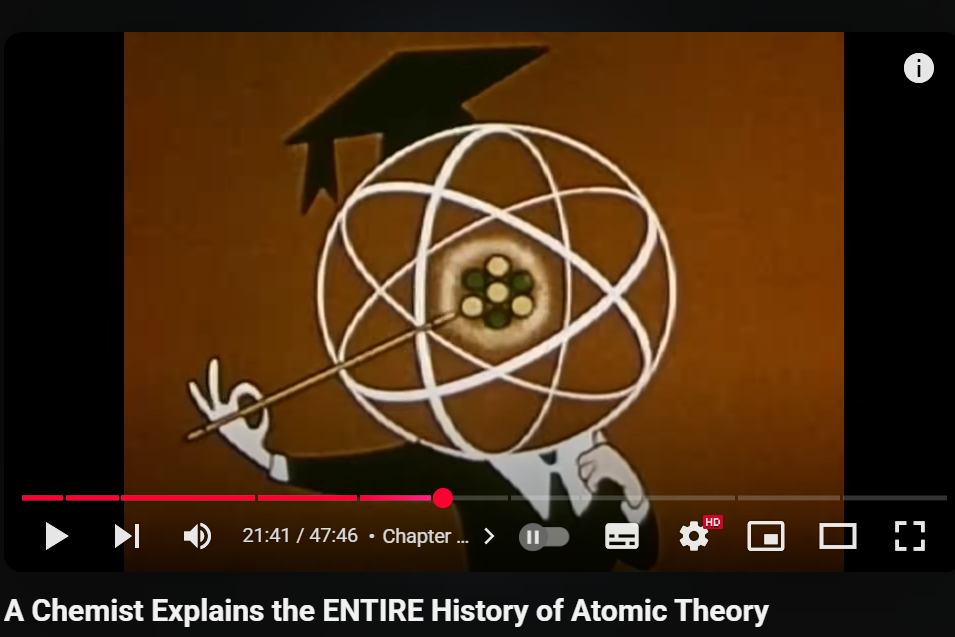 i
21:41 / 47:46 • Chapter ...
HD
A Chemist Explains the ENTIRE History of Atomic Theory